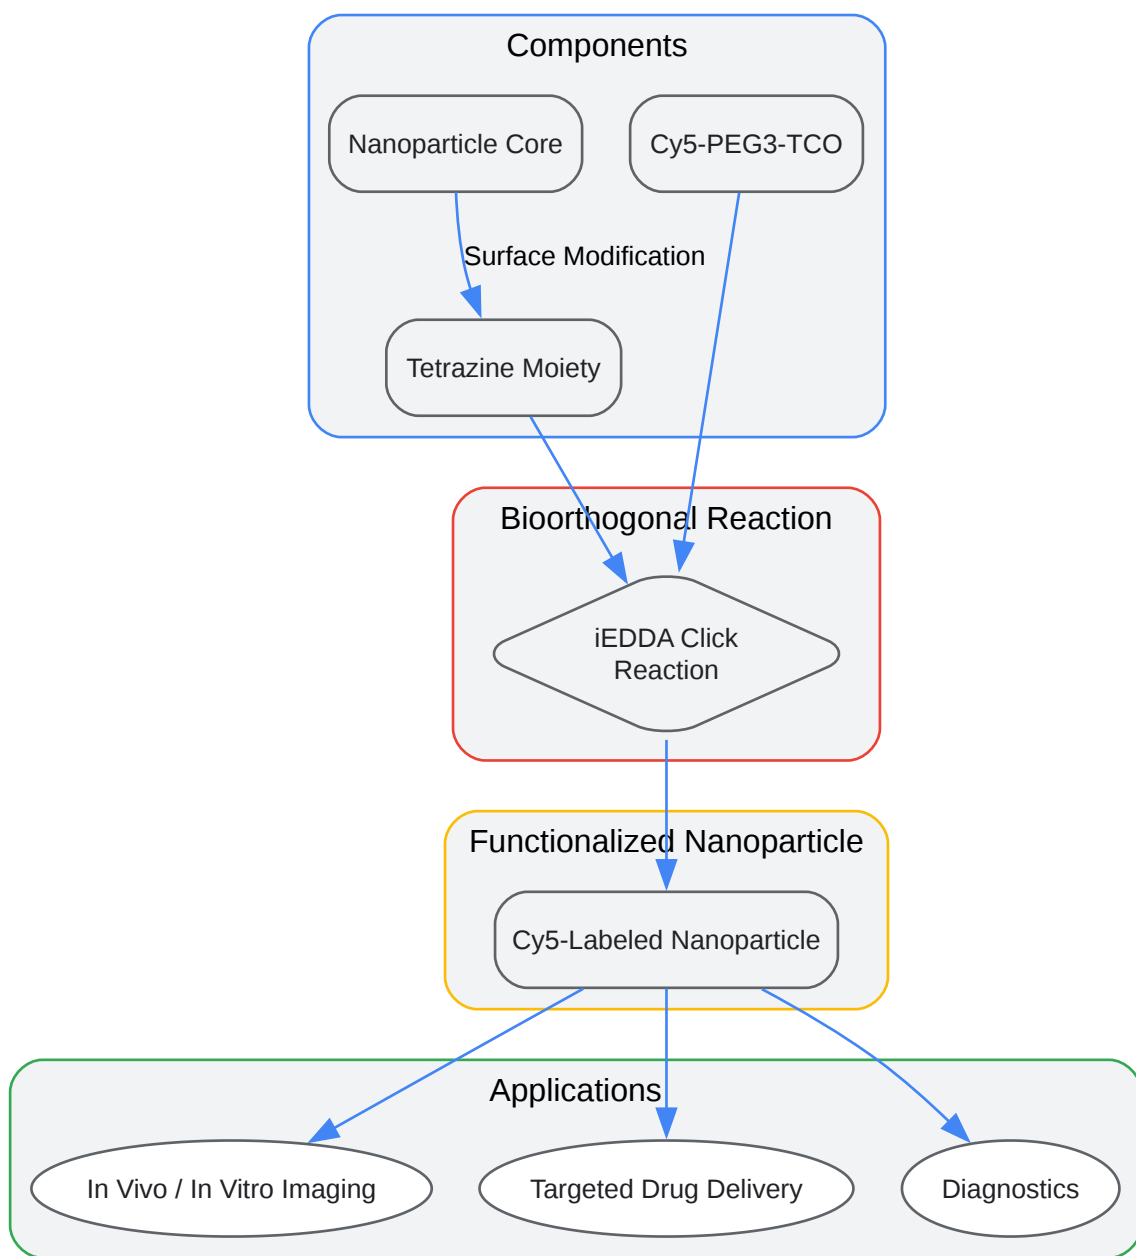 Components
Nanoparticle Core
Cy5-PEG3-TCO
Surface Modification
Tetrazine Moiety
Bioorthogonal Reaction
iEDDA Click
Reaction
Functionalized Nanoparticle
Cy5-Labeled Nanoparticle
Applications
In Vivo / In Vitro Imaging
Targeted Drug Delivery
Diagnostics